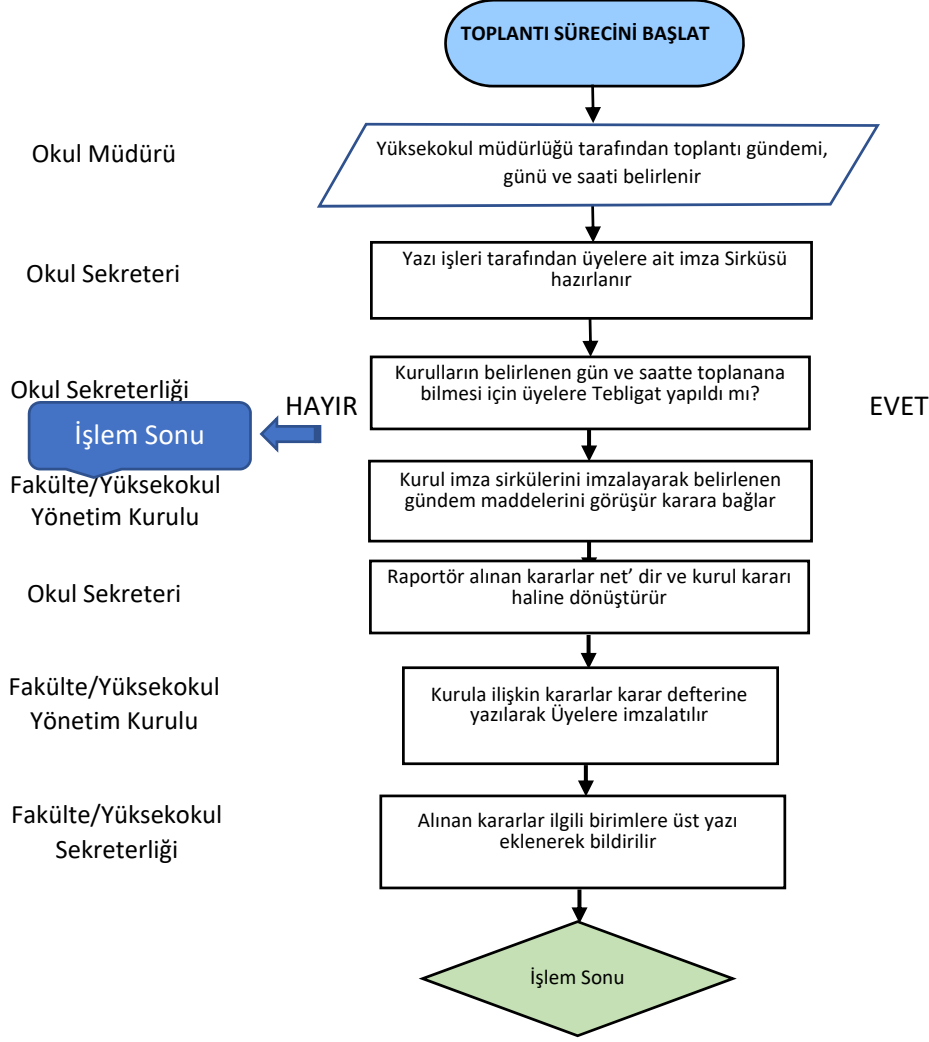 TOPLANTI SÜRECİNİ BAŞLAT
Okul Müdürü
Yüksekokul müdürlüğü tarafından toplantı gündemi,
günü ve saati belirlenir
Okul Sekreteri
Yazı işleri tarafından üyelere ait imza Sirküsü
hazırlanır
Okul Sekreterliği
Kurulların belirlenen gün ve saatte toplanana
bilmesi için üyelere Tebligat yapıldı mı?
HAYIR
EVET
İşlem Sonu
Fakülte/Yüksekokul
Yönetim Kurulu
Kurul imza sirkülerini imzalayarak belirlenen
gündem maddelerini görüşür karara bağlar
Okul Sekreteri
Raportör alınan kararlar net’ dir ve kurul kararı
haline dönüştürür
Fakülte/Yüksekokul
Yönetim Kurulu
Kurula ilişkin kararlar karar defterine
yazılarak Üyelere imzalatılır
Fakülte/Yüksekokul
Sekreterliği
Alınan kararlar ilgili birimlere üst yazı
eklenerek bildirilir
İşlem Sonu